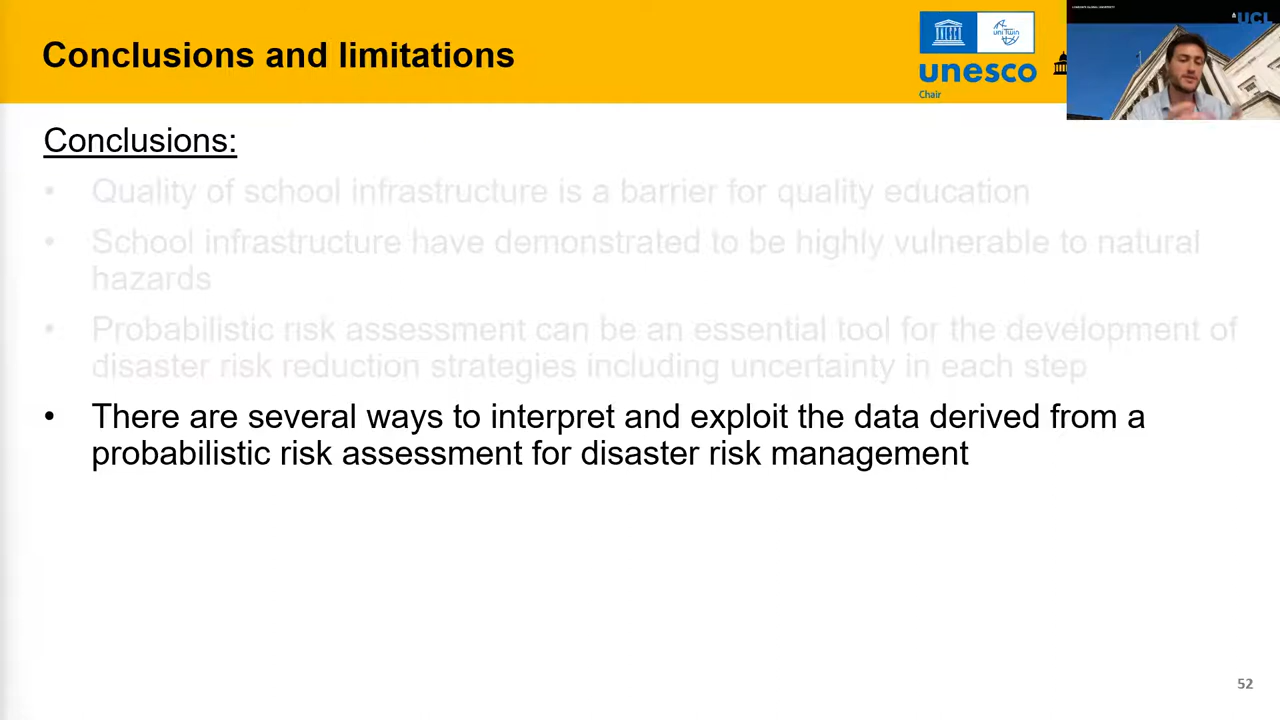 Conclusions and limitations
UNITWIN
unesco
Chair
UCL
Conclusions:
• Quality of school infrastructure is a barrier for quality education
• School infrastructure have demonstrated to be highly vulnerable to natural
hazards
• Probabilistic risk assessment can be an essential tool for the development of
disaster risk reduction strategies including uncertainty in each step
• There are several ways to interpret and exploit the data derived from a
probabilistic risk assessment for disaster risk management
52